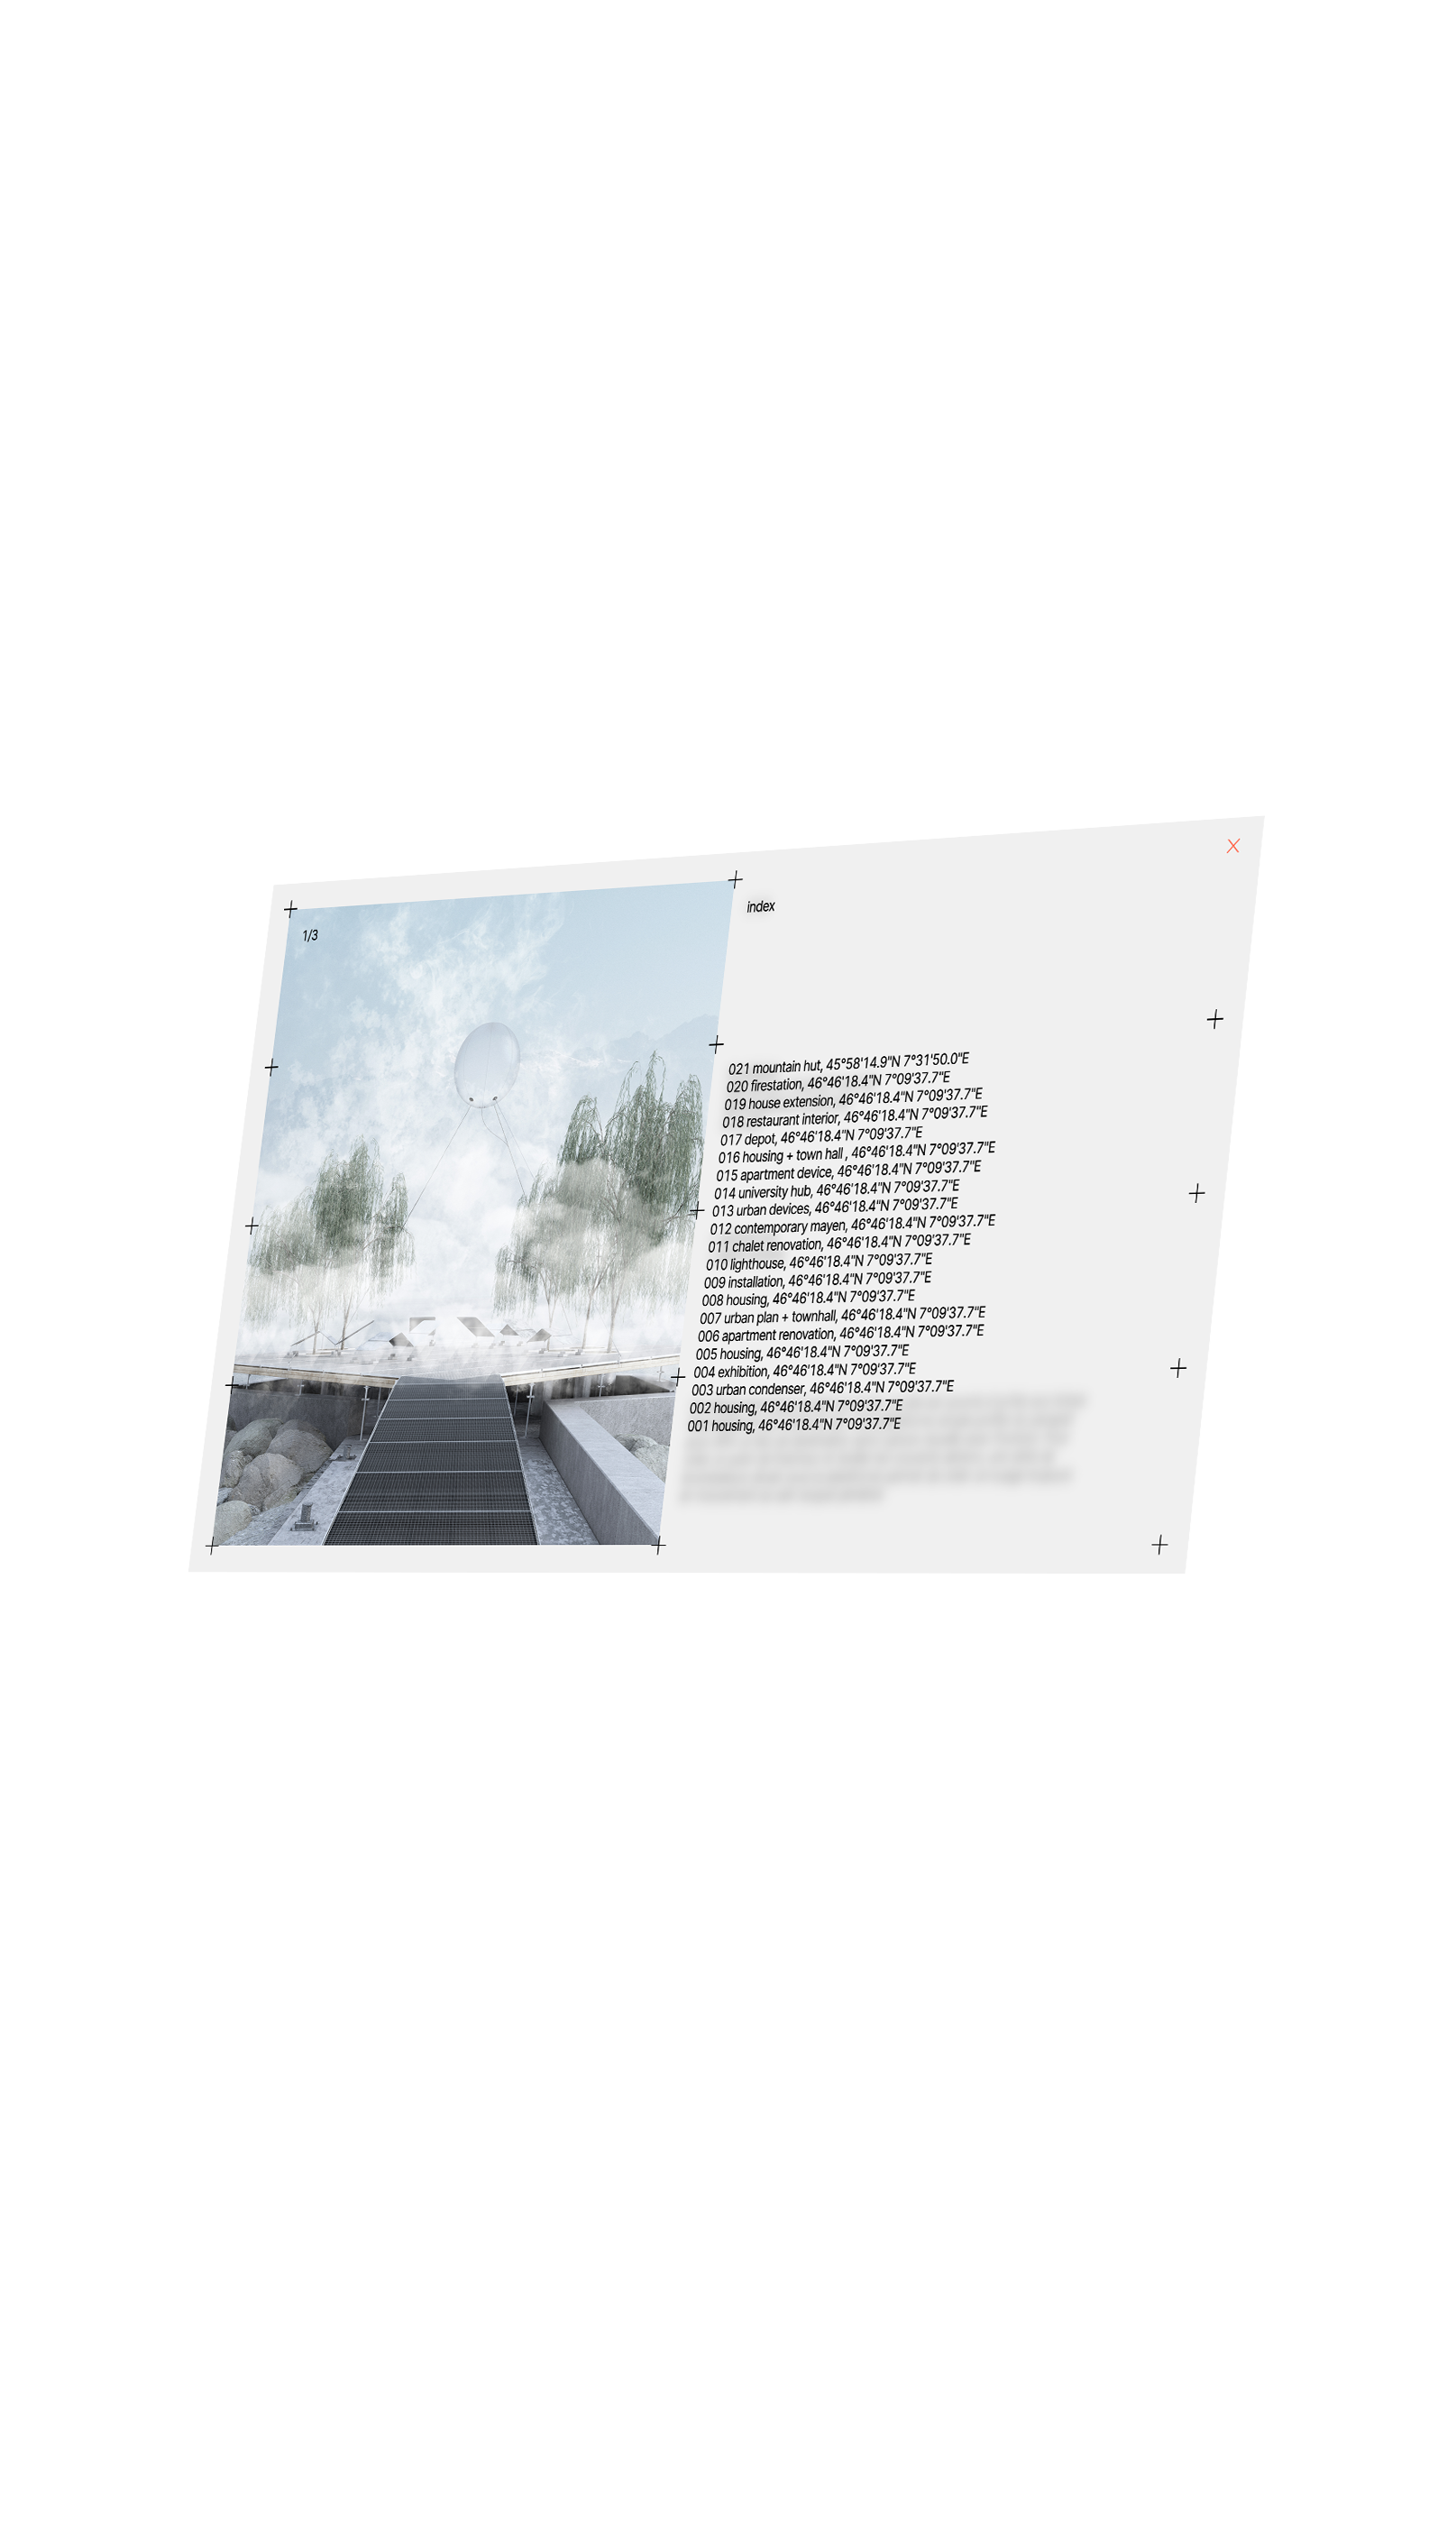 1/3
index
021 mountain hut, 45°58'14.9"N 7°31'50.0"E
020 firestation, 46°46'18.4"N 7°09'37.7"E
019 house extension, 46°46'18.4"N 7°09'37.7"E
018 restaurant interior, 46°46'18.4"N 7°09'37.7"E
017 depot, 46°46'18.4"N 7°09'37.7"E
016 housing + town hall , 46°46'18.4"N 7°09'37.7"E
015 apartment device, 46°46'18.4"N 7°09'37.7"E
014 university hub, 46°46'18.4"N 7°09'37.7"E
013 urban devices, 46°46'18.4"N 7°09'37.7"E
012 contemporary mayen, 46°46'18.4"N 7°09'37.7"E
011 chalet renovation, 46°46'18.4"N 7°09'37.7"E
010 lighthouse, 46°46'18.4"N 7°09'37.7"E
009 installation, 46°46'18.4"N 7°09'37.7"E
008 housing, 46°46'18.4"N 7°09'37.7"E
007 urban plan + townhall, 46°46'18.4"N 7°09'37.7"E
006 apartment renovation, 46°46'18.4"N 7°09'37.7"E
005 housing, 46°46'18.4"N 7°09'37.7"E
004 exhibition, 46°46'18.4"N 7°09'37.7"E
003 urban condenser, 46°46'18.4"N 7°09'37.7"E
002 housing, 46°46'18.4"N 7°09'37.7"E
001 housing, 46°46'18.4"N 7°09'37.7"E